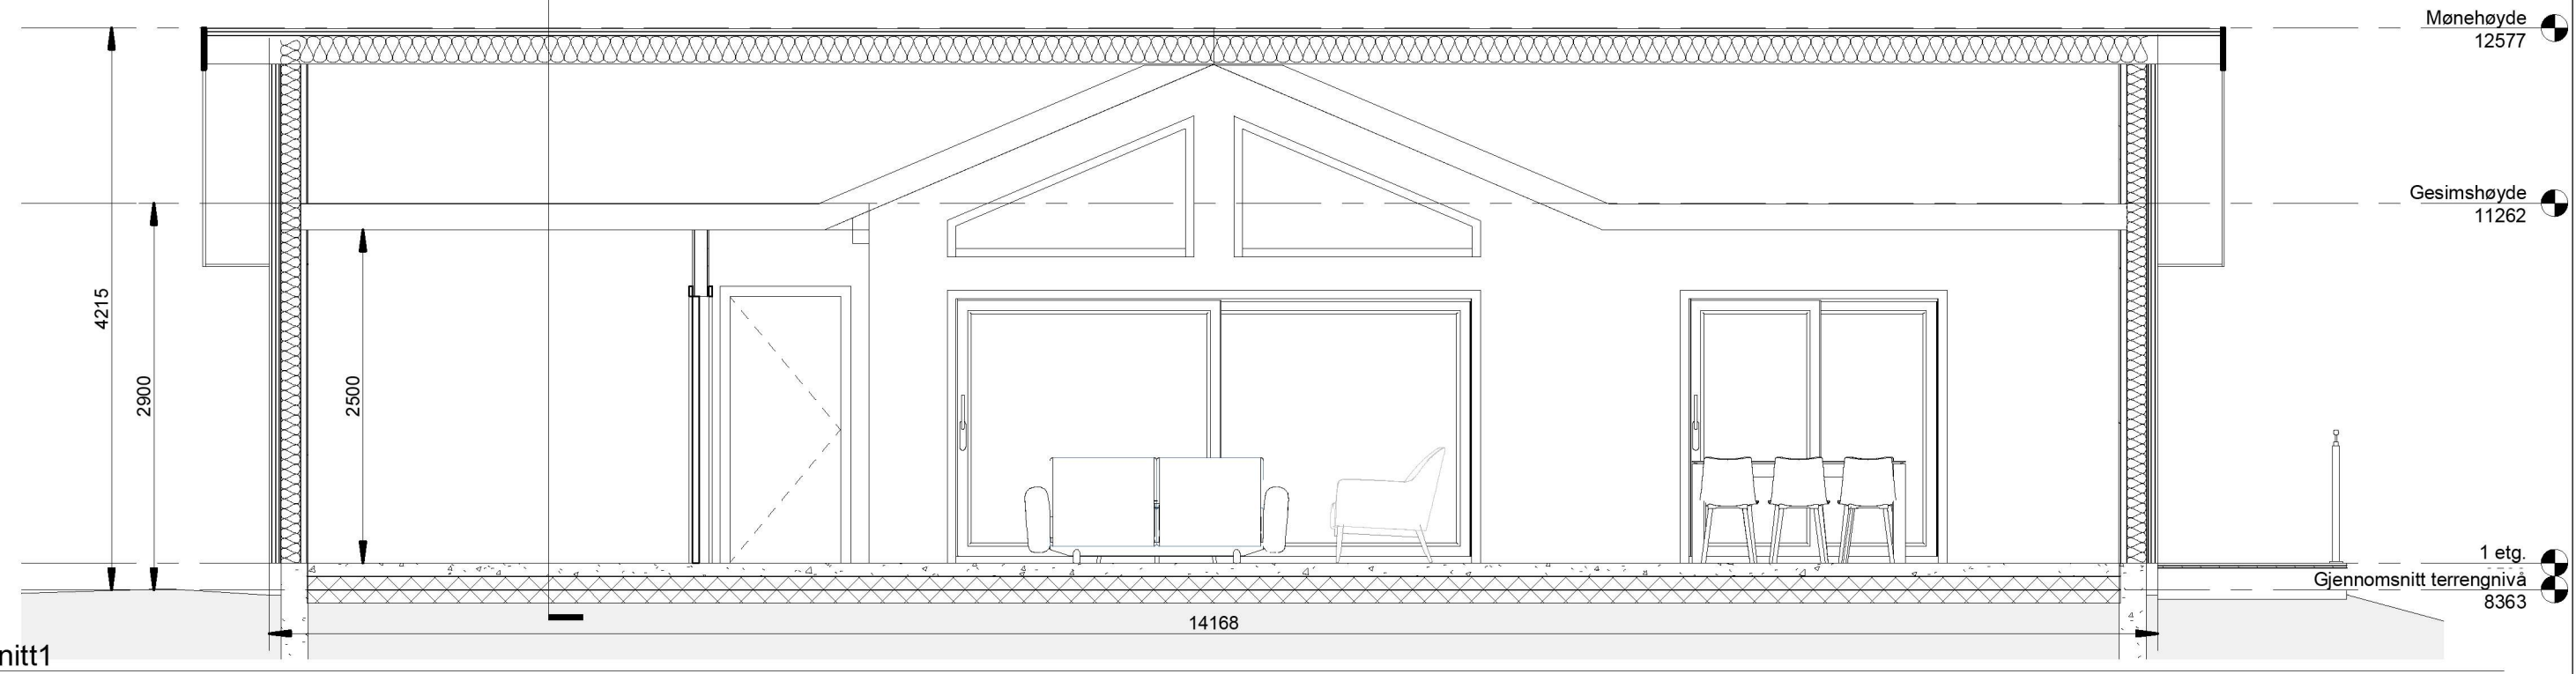 Mønehøyde
12577
Gesimshøyde
11262
4215
2900
2500
1 etg.
Gjennomsnitt terrengnivå
8363
14168
nitt1